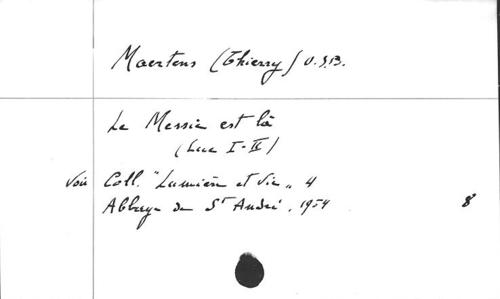 Maertens (Thierry) O.S.B.
Le Messie est là
(Luc I-II)
voir Coll. "Lumière et Vie" 4
Abbaye de St André, 1954 8°